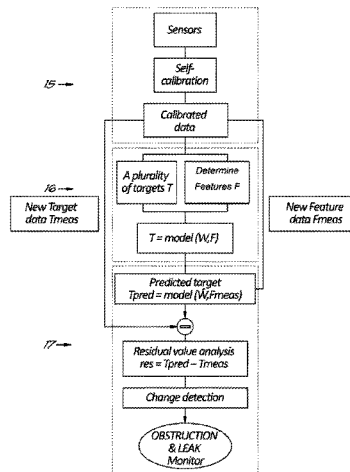 Sensors
15
Self-
calibration
Calibrated
data
16
A plurality
of targets T
Determine
Features F
New Target
data Tmeas
New Feature
data Fmeas
T = model (W,F)
Predicted target
Tpred = model (W,Fmeas)
17
Residual value analysis
res = Tpred – Tmeas
Change detection
OBSTRUCTION
& LEAK
Monitor